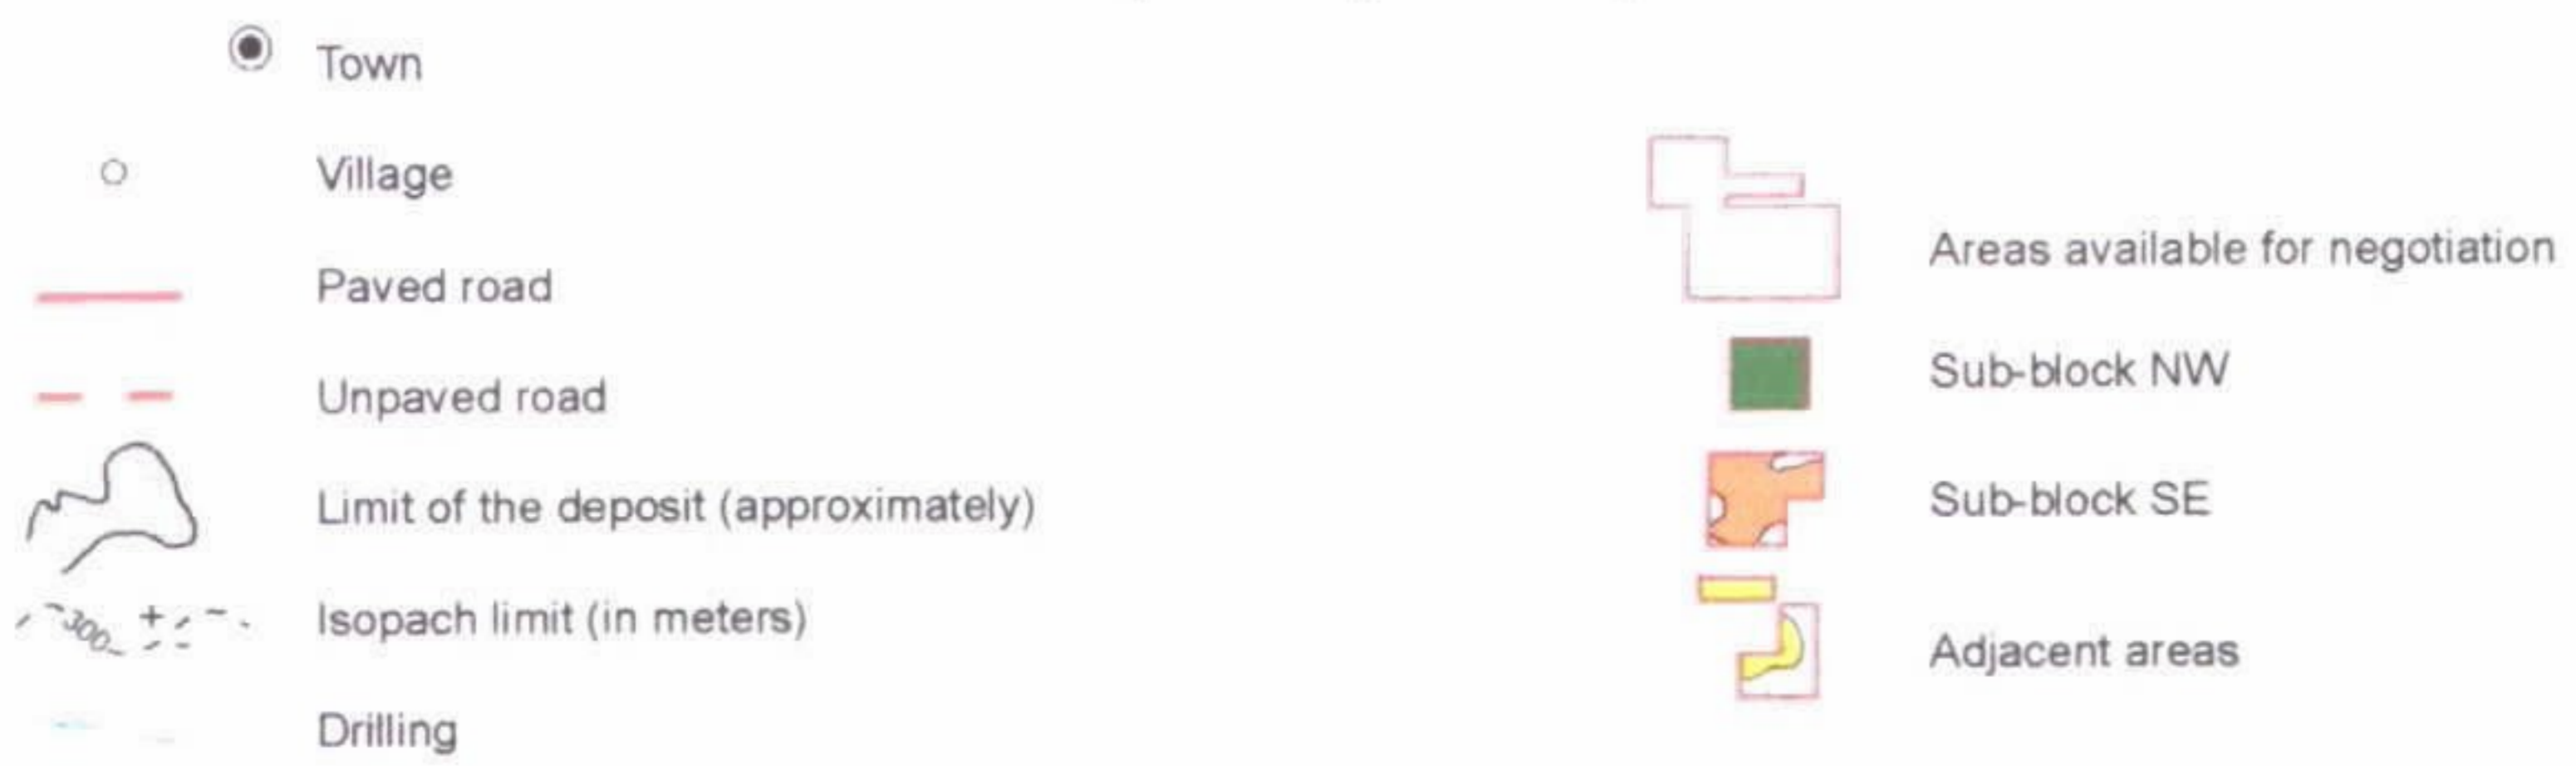 Town
Village
Paved road
Unpaved road
Limit of the deposit (approximately)
300
Isopach limit (in meters)
Drilling
Areas available for negotiation
Sub-block NW
Sub-block SE
Adjacent areas